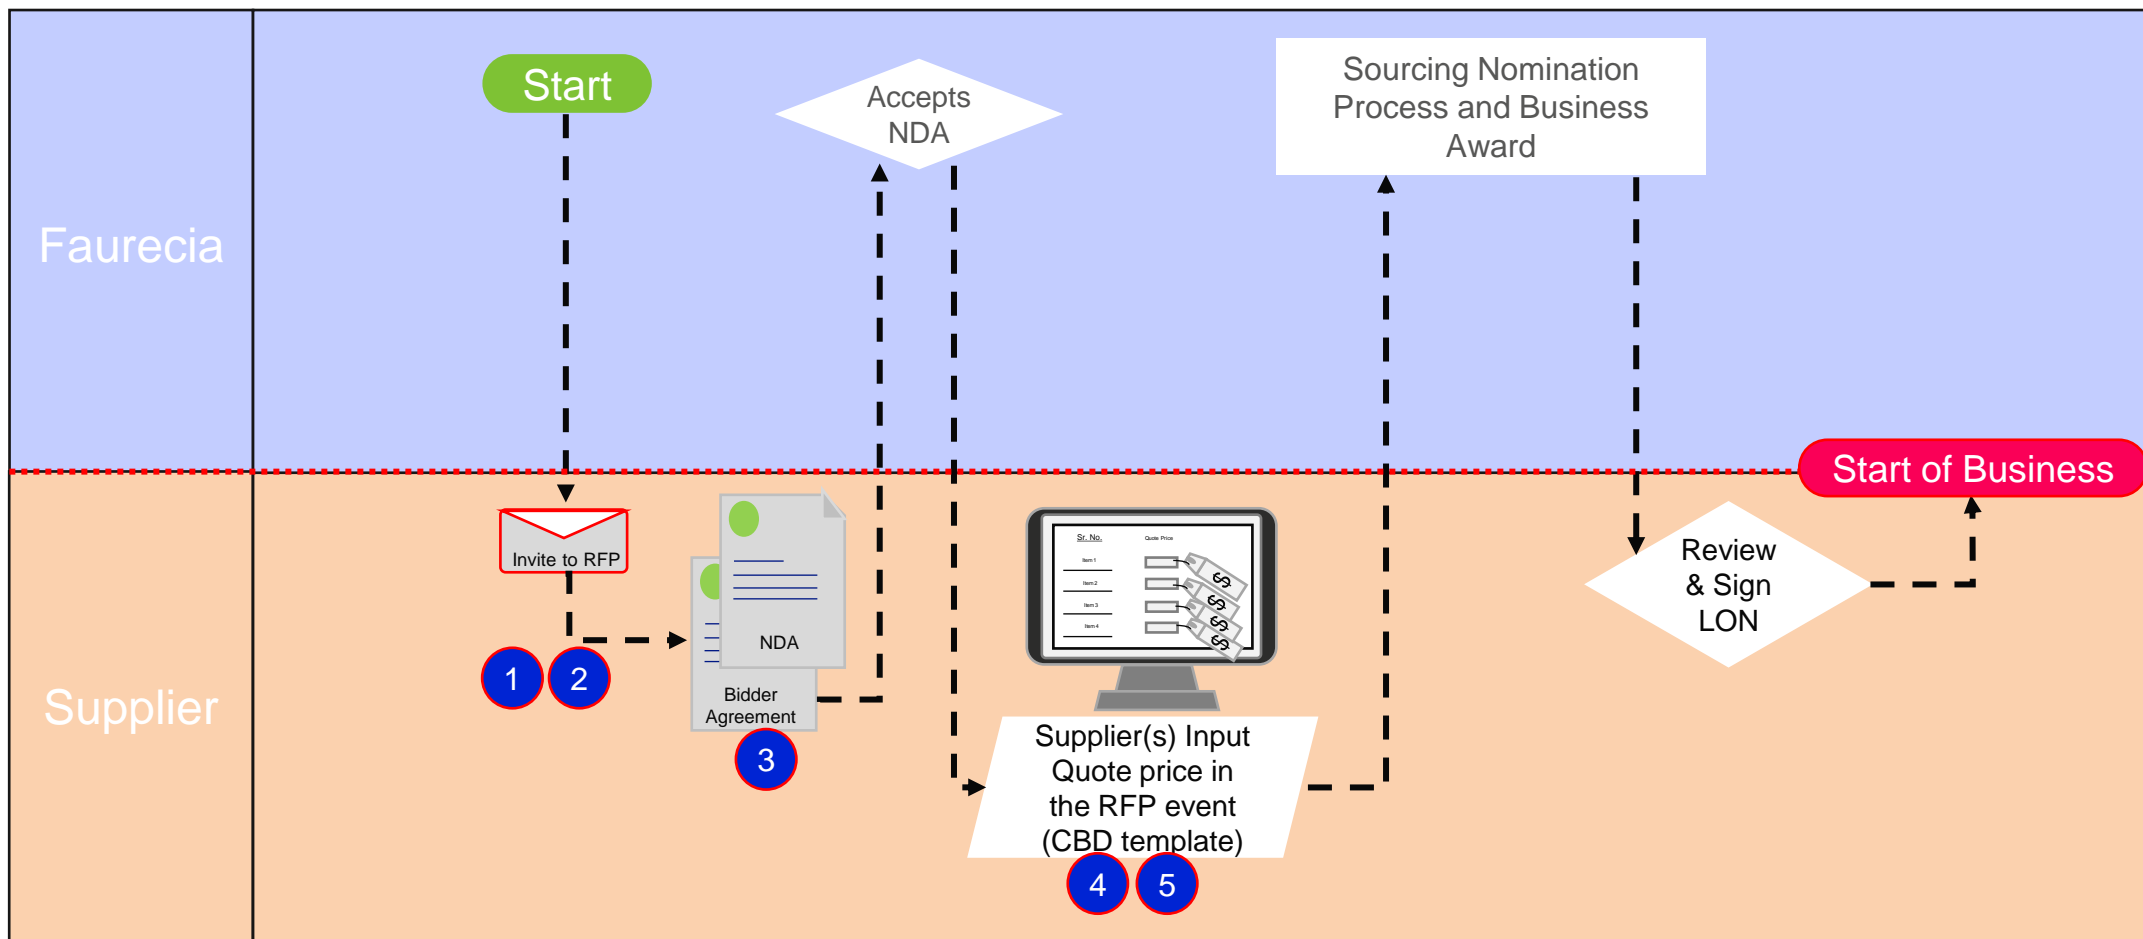 Start
Accepts
NDA
Sourcing Nomination
Process and Business
Award
Faurecia
Start of Business
Invite to RFP
NDA
Bidder
Agreement
1
2
3
Sr. No.
Quote Price
Item 1
Item 2
Item 3
Item 4
$
$
$
$
Supplier(s) Input
Quote price in
the RFP event
(CBD template)
4
5
Review
& Sign
LON
Supplier